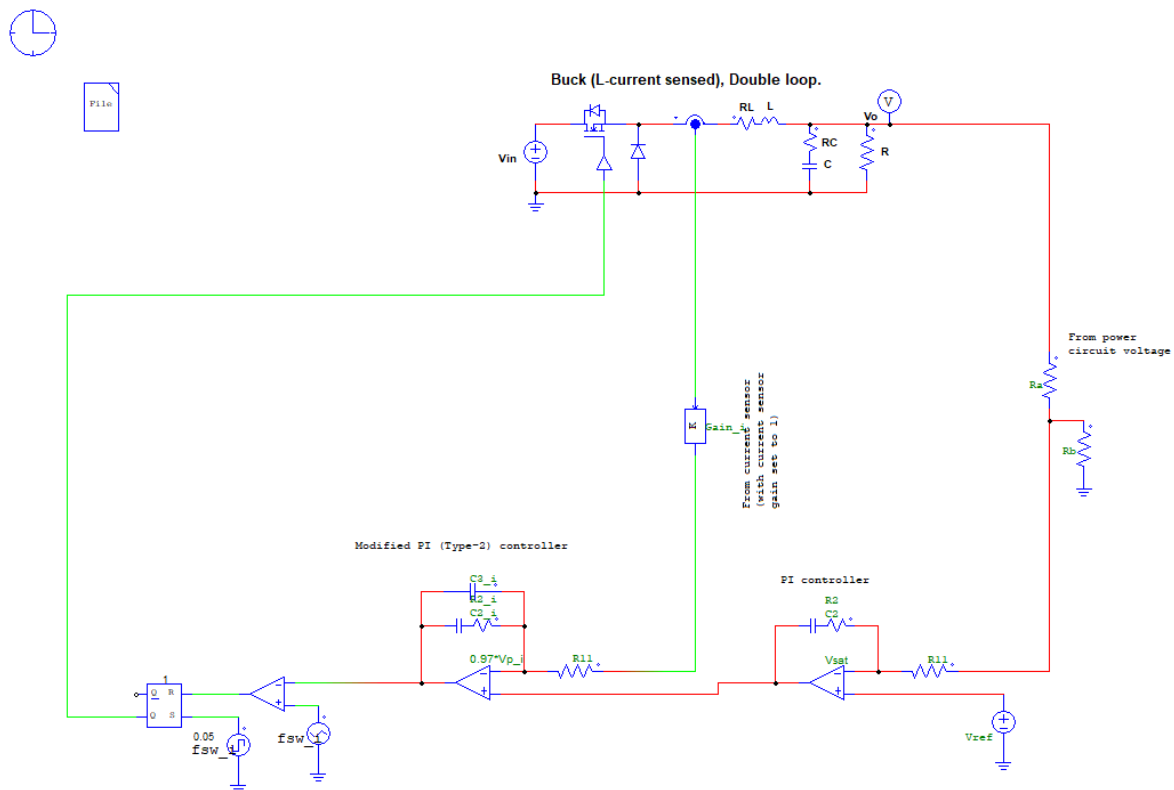 File
Buck (L-current sensed), Double loop.
RL
L
V
Vo
Vin
RC
C
R
From power
circuit voltage
Ra
Rb
K
Gain_i
From current sensor
(with current sensor
gain set to 1)
Modified PI (Type-2) controller
C3_i
R2_i
C2_i
0.97*Vp_i
R11
PI controller
R2
C2
Vsat
R11
Vref
1
Q R
Q S
0.05
fsw_i
fsw_i